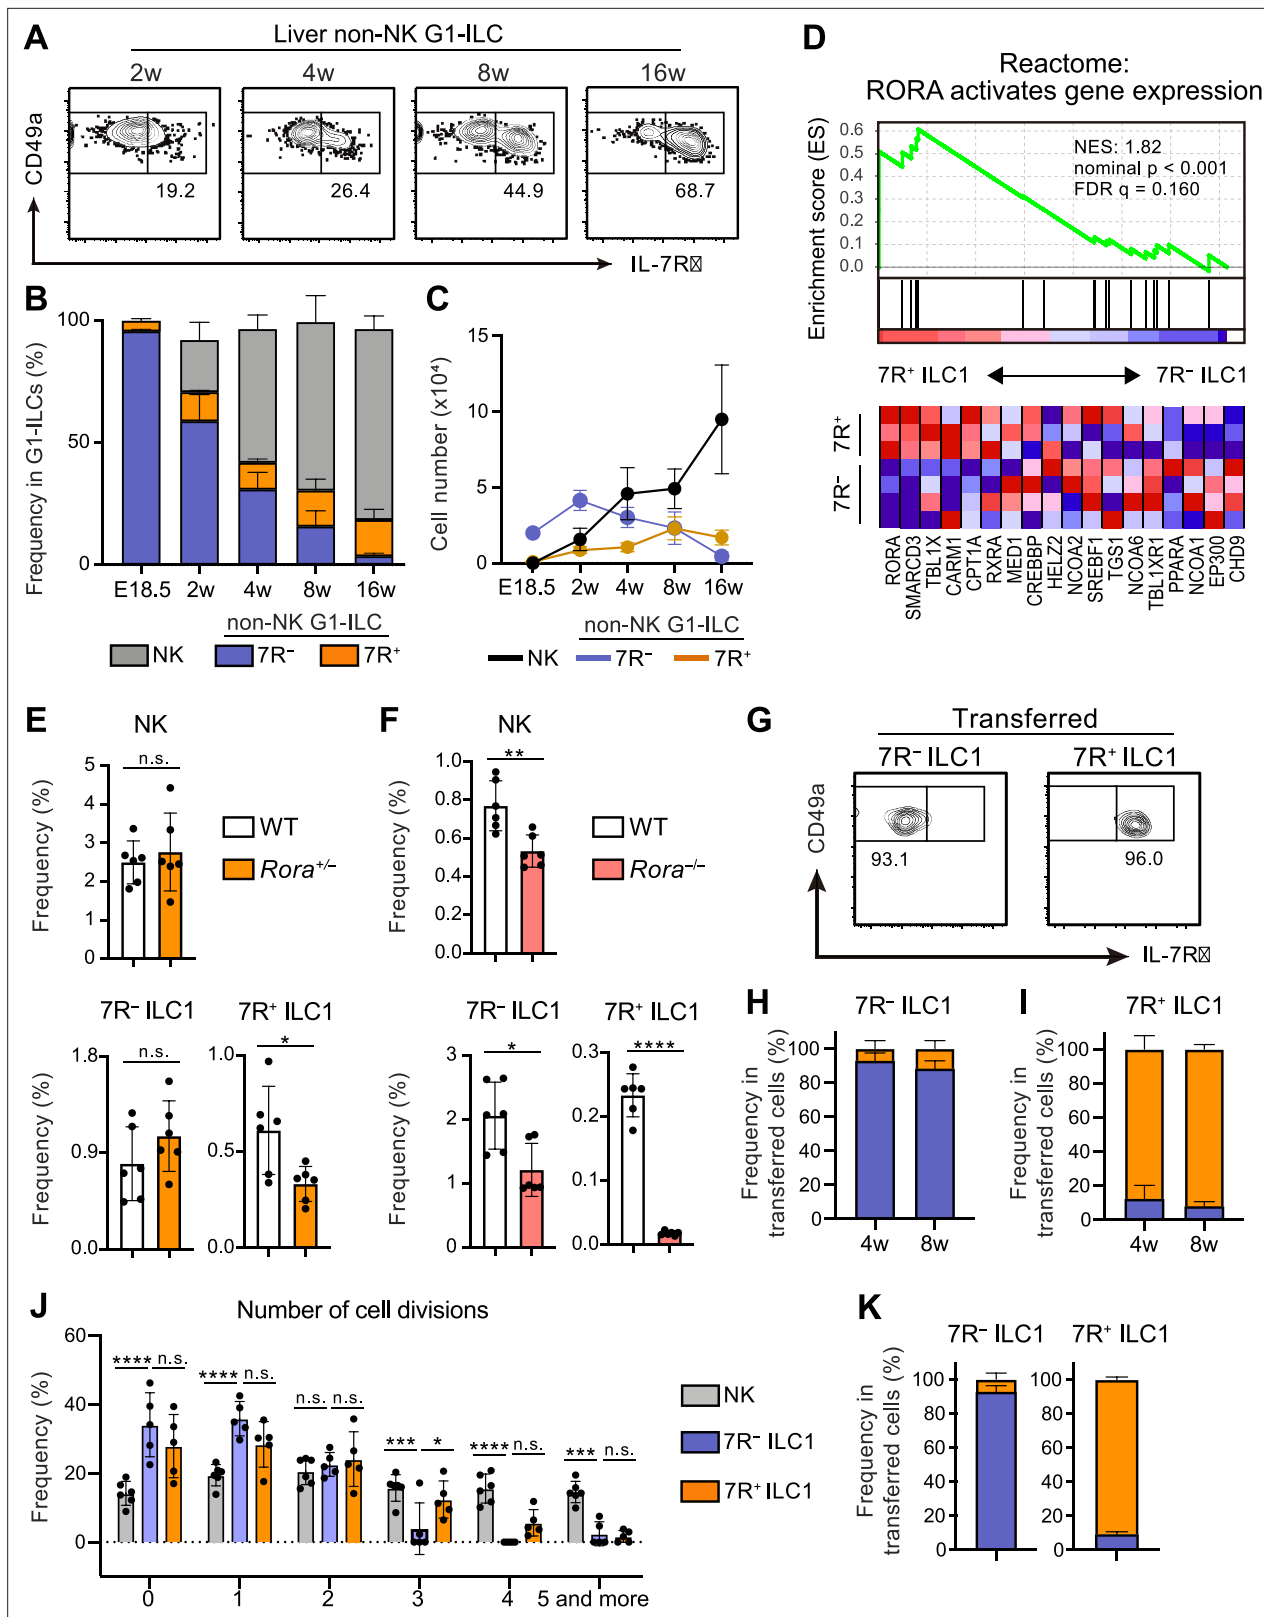 A
Liver non-NK G1-ILC
2w
4w
8w
16w
CD49a
19.2
26.4
44.9
68.7
IL-7R
B
Frequency in G1-ILCs (%)
100
50
0
E18.5
2w
4w
8w
16w
non-NK G1-ILC
NK
7R⁻
7R⁺
C
Cell number (x10⁴)
15
10
5
0
E18.5
2w
4w
8w
16w
non-NK G1-ILC
NK
7R⁻
7R⁺
D
Reactome:
RORA activates gene expression
Enrichment score (ES)
0.6
0.5
0.4
0.3
0.2
0.1
0.0
NES: 1.82
nominal p < 0.001
FDR q = 0.160
7R⁺ ILC1
7R⁻ ILC1
7R⁺
7R⁻
RORA
SMARCD3
TBL1X
CARM1
CPT1A
RXRA
MED1
CREBBP
HELZ2
NCOA2
SREBF1
TGS1
NCOA6
TBL1XR1
PPARA
NCOA1
EP300
CHD9
E
NK
Frequency (%)
5
4
3
2
1
0
n.s.
WT
Rora⁺/⁻
7R⁻ ILC1
Frequency (%)
1.8
0.9
0.0
n.s.
7R⁺ ILC1
1.0
0.5
0.0
*
F
NK
Frequency (%)
1.0
0.8
0.6
0.4
0.2
0.0
**
WT
Rora⁻/⁻
7R⁻ ILC1
Frequency (%)
3
2
1
0
*
7R⁺ ILC1
0.3
0.2
0.1
0.0
****
G
Transferred
7R⁻ ILC1
7R⁺ ILC1
CD49a
93.1
96.0
IL-7R
H
7R⁻ ILC1
Frequency in
transferred cells (%)
100
80
60
40
20
0
4w
8w
I
7R⁺ ILC1
Frequency in
transferred cells (%)
100
80
60
40
20
0
4w
8w
J
Number of cell divisions
Frequency (%)
60
40
20
0
**** n.s.
**** n.s.
n.s. n.s.
*** *
**** n.s.
*** n.s.
0
1
2
3
4
5 and more
NK
7R⁻ ILC1
7R⁺ ILC1
K
7R⁻ ILC1
7R⁺ ILC1
Frequency in
transferred cells (%)
100
80
60
40
20
0
100
80
60
40
20
0